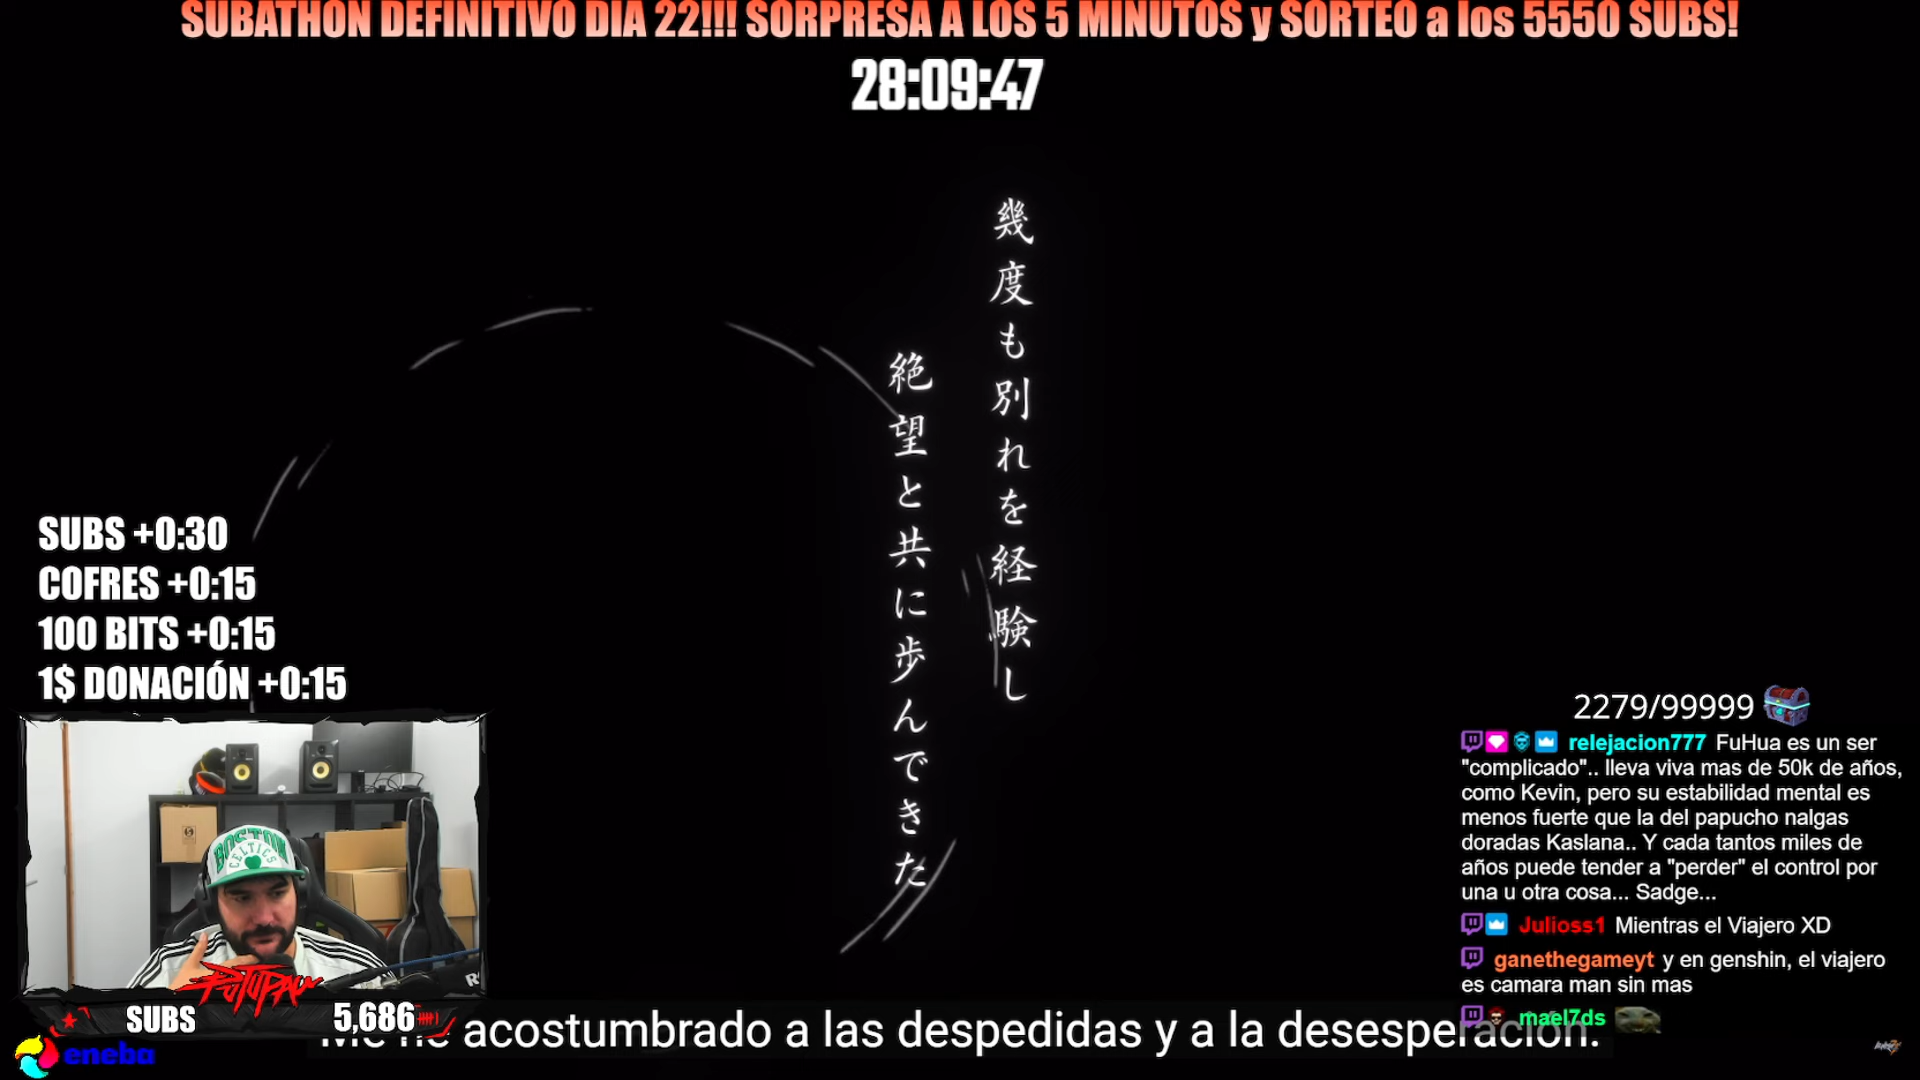 SUBATHON DEFINITIVO DIA 22!!! SORPRESA A LOS 5 MINUTOS y SORTEO a los 5550 SUBS!
28:09:47
幾度も別れを経験し
絶望と共に歩んできた
SUBS +0:30
COFRES +0:15
100 BITS +0:15
1$ DONACIÓN +0:15
BOSTON
CELTICS
PUTUPAU
SUBS 5,686
eneba
2279/99999
relejacion777 FuHua es un ser
"complicado".. lleva viva mas de 50k de años,
como Kevin, pero su estabilidad mental es
menos fuerte que la del papucho nalgas
doradas Kaslana.. Y cada tantos miles de
años puede tender a "perder" el control por
una u otra cosa... Sadge...
Julioss1 Mientras el Viajero XD
ganethegameyt y en genshin, el viajero
es camara man sin mas
mael7ds
Me he acostumbrado a las despedidas y a la desesperación.